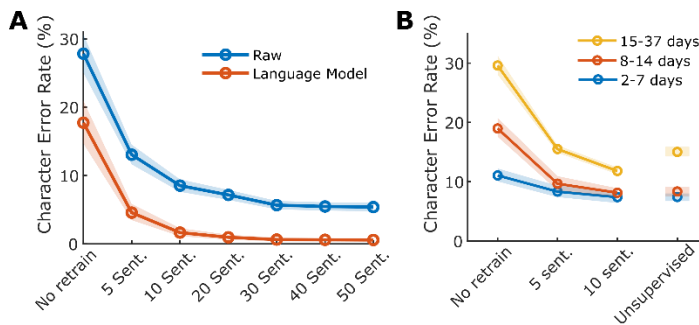 A
Character Error Rate (%)
30
20
10
0
Raw
Language Model
No retrain
5 Sent.
10 Sent.
20 Sent.
30 Sent.
40 Sent.
50 Sent.
B
Character Error Rate (%)
30
20
10
0
15-37 days
8-14 days
2-7 days
No retrain
5 sent.
10 sent.
Unsupervised